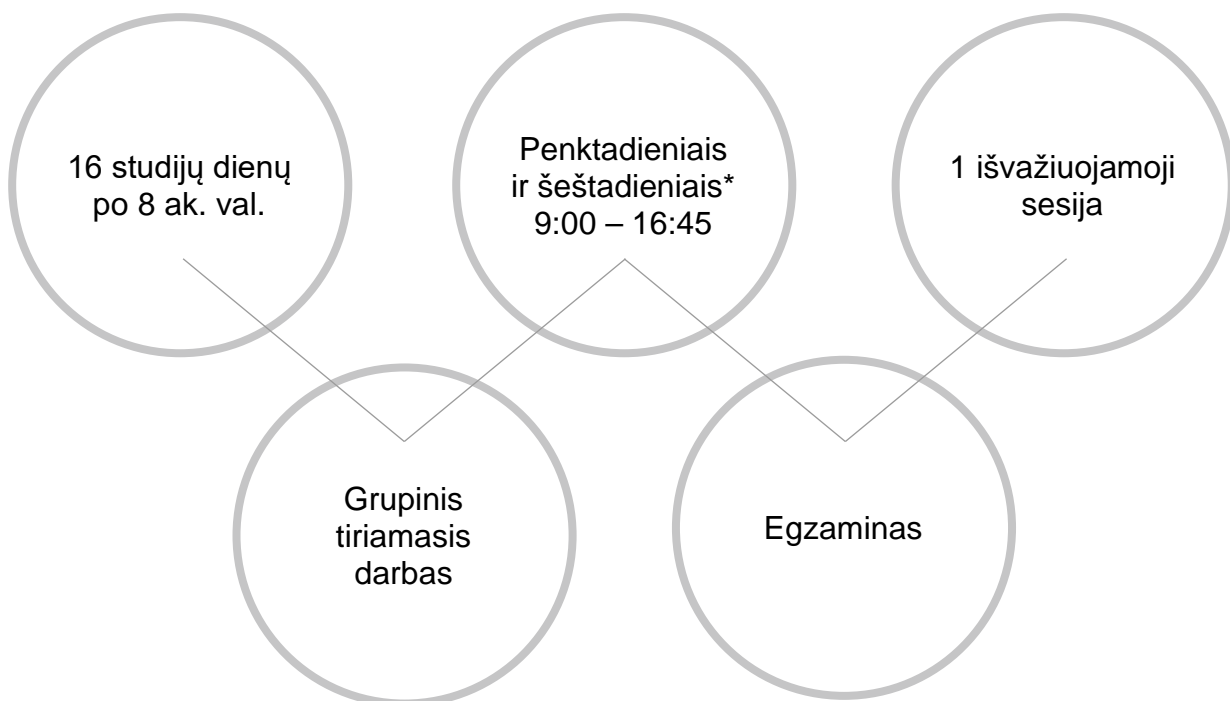 16 studijų dienų
po 8 ak. val.
Penktadieniais
ir šeštadieniais*
9:00 – 16:45
1 išvažiuojamoji
sesija
Grupinis
tiriamasis
darbas
Egzaminas